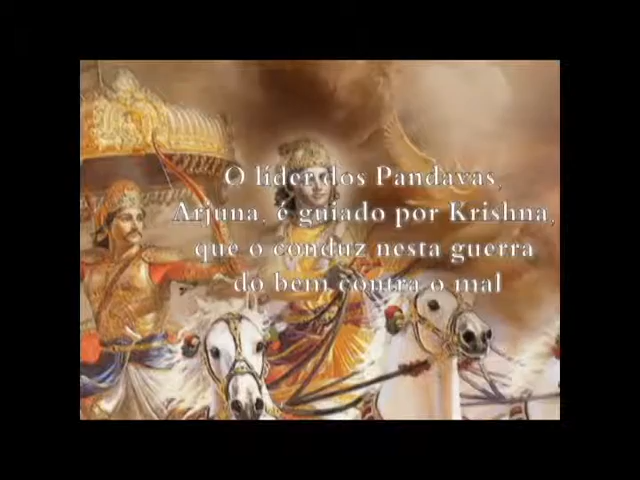 O líder dos Pandavas,
Arjuna, é guiado por Krishna,
que o conduz nesta guerra
do bem contra o mal